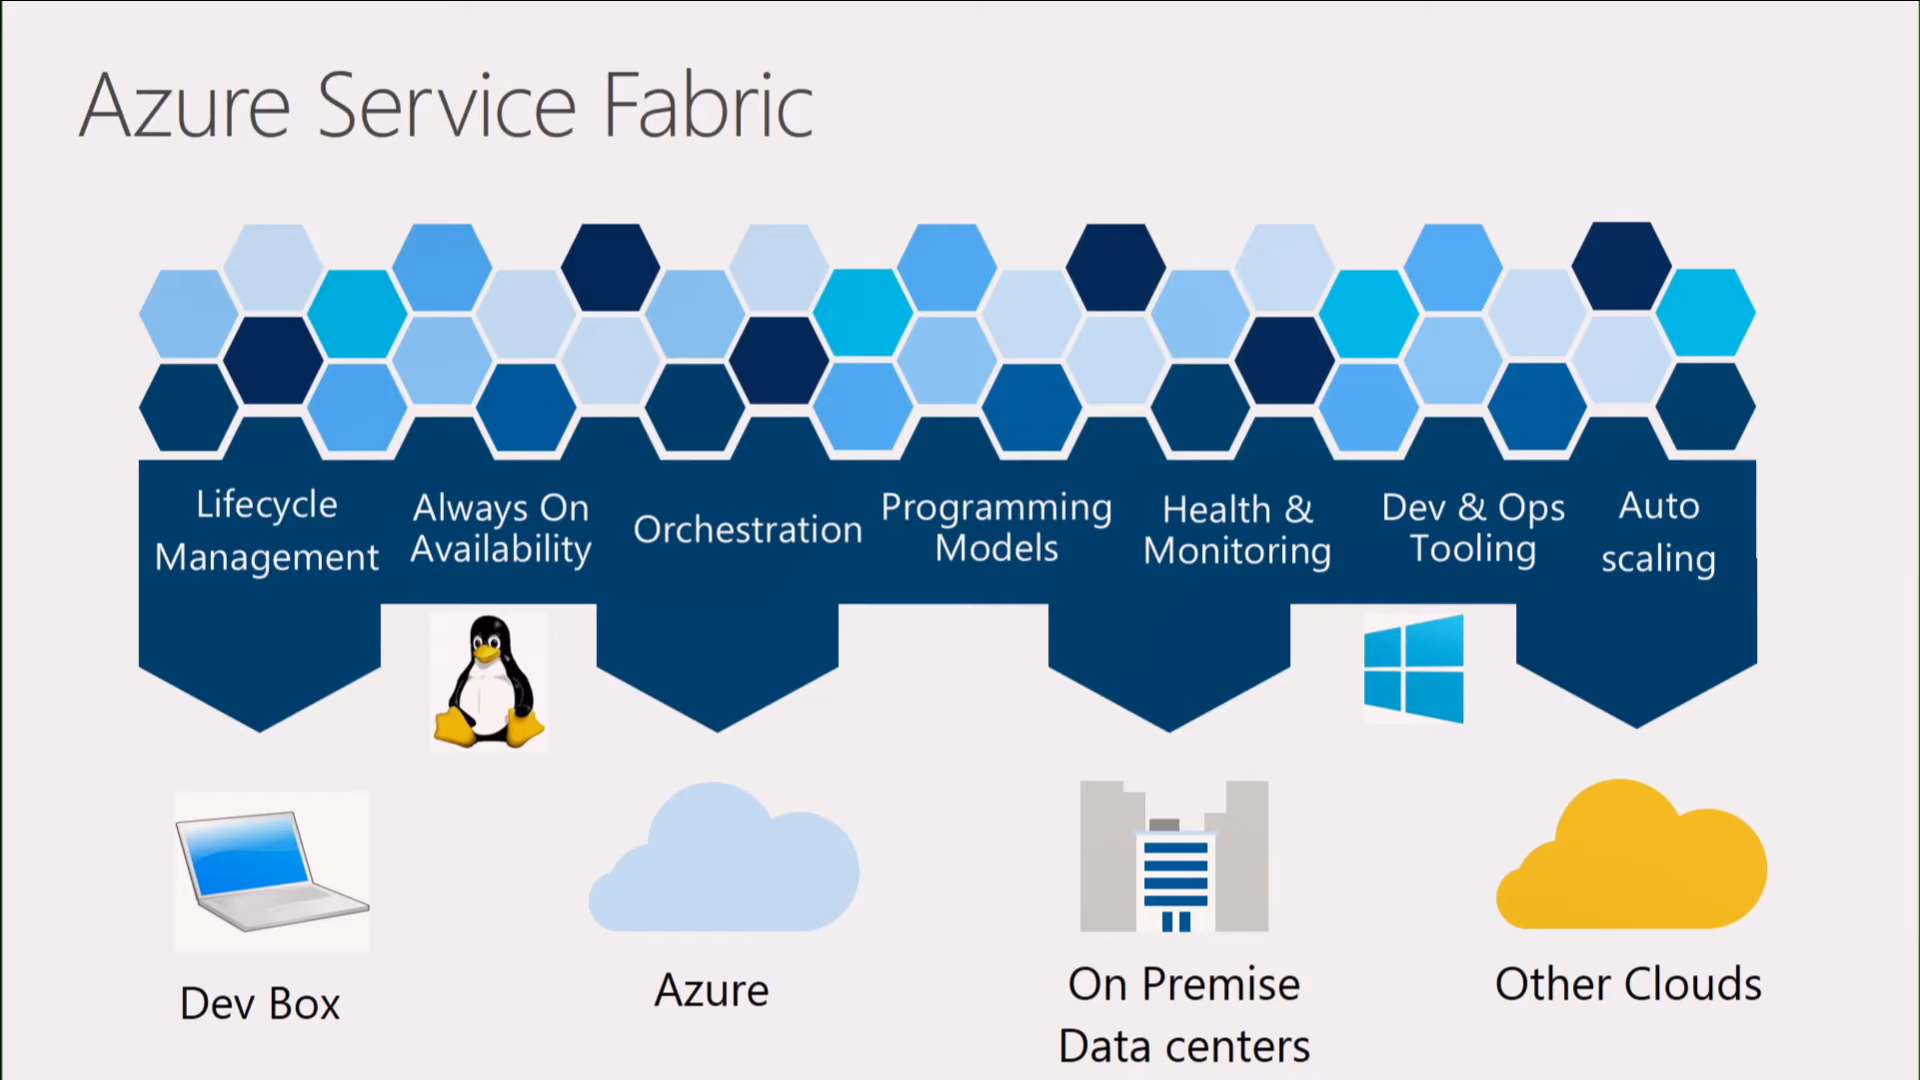 Azure Service Fabric
Lifecycle
Management
Always On
Availability
Orchestration
Programming
Models
Health &
Monitoring
Dev & Ops
Tooling
Auto
scaling
Dev Box
Azure
On Premise
Data centers
Other Clouds